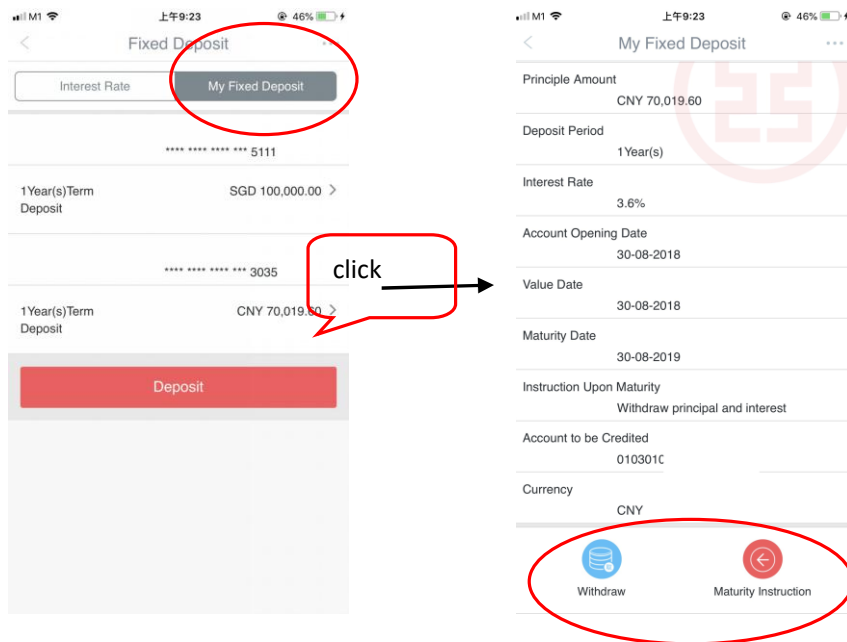 M1 上午9:23 46%
Fixed Deposit
Interest Rate My Fixed Deposit
**** **** **** *** 5111
1Year(s)Term SGD 100,000.00
Deposit
**** **** **** *** 3035
1Year(s)Term CNY 70,019.60
Deposit
Deposit
click
M1 上午9:23 46%
My Fixed Deposit
Principle Amount
CNY 70,019.60
Deposit Period
1Year(s)
Interest Rate
3.6%
Account Opening Date
30-08-2018
Value Date
30-08-2018
Maturity Date
30-08-2019
Instruction Upon Maturity
Withdraw principal and interest
Account to be Credited
010301
Currency
CNY
Withdraw Maturity Instruction